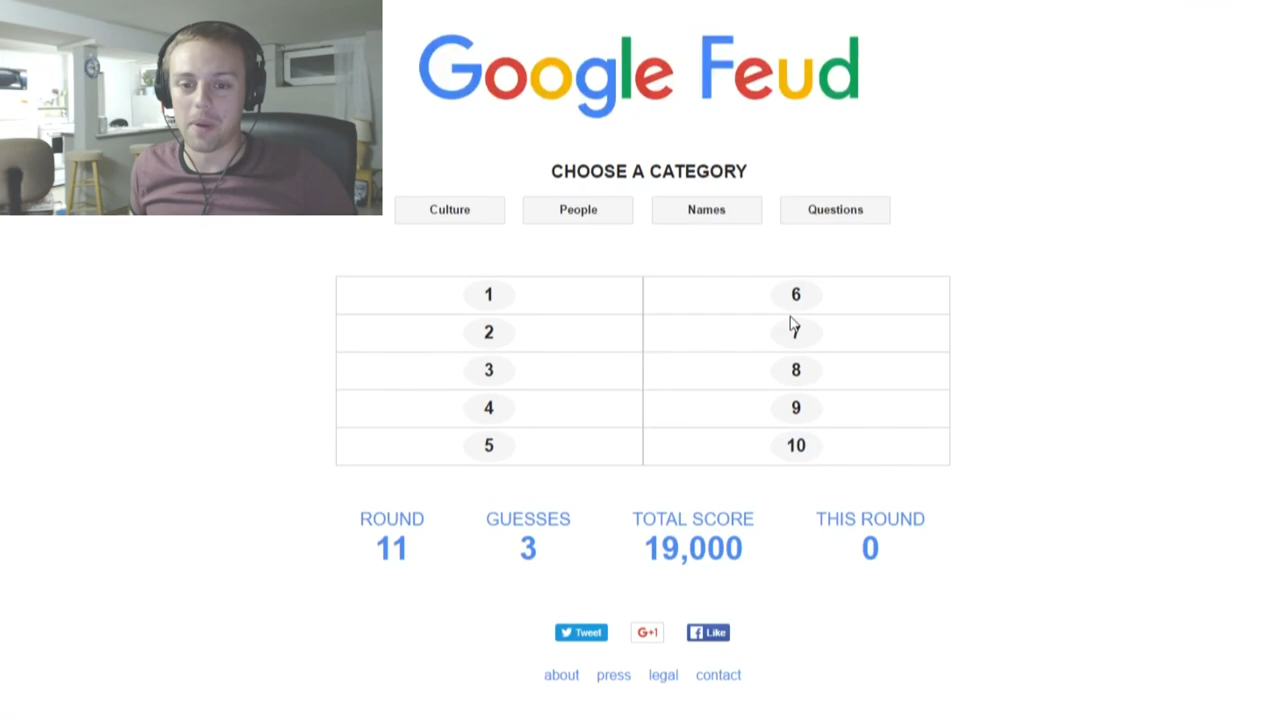 Google Feud
CHOOSE A CATEGORY
Culture People Names Questions
1 6
2 7
3 8
4 9
5 10
ROUND GUESSES TOTAL SCORE THIS ROUND
11 3 19,000 0
Tweet G+1 Like
about press legal contact